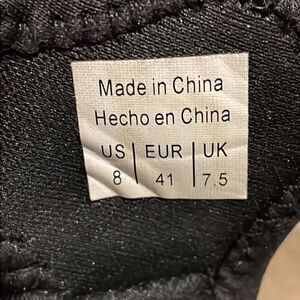 Made in China
Hecho en China
US | EUR | UK
8 | 41 | 7.5